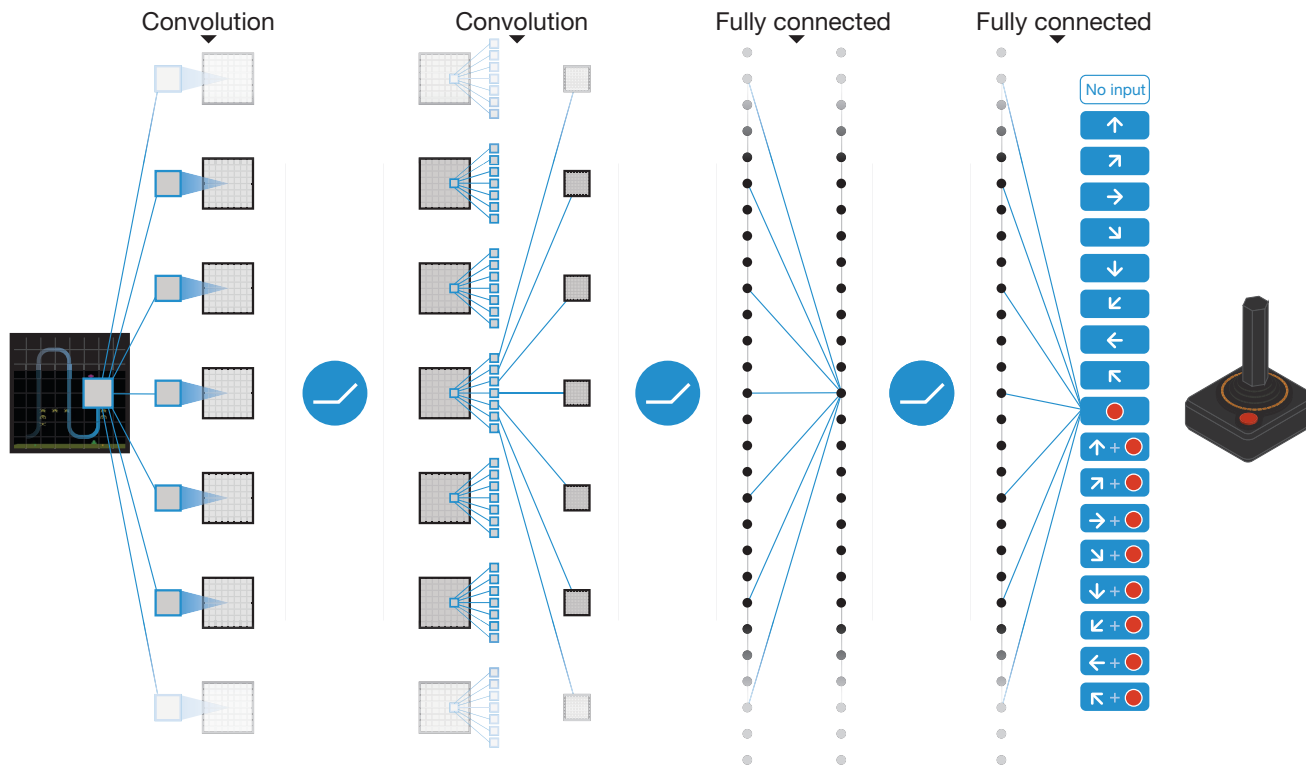 Convolution
Convolution
Fully connected
Fully connected
No input
+
+
+
+
+
+
+
+